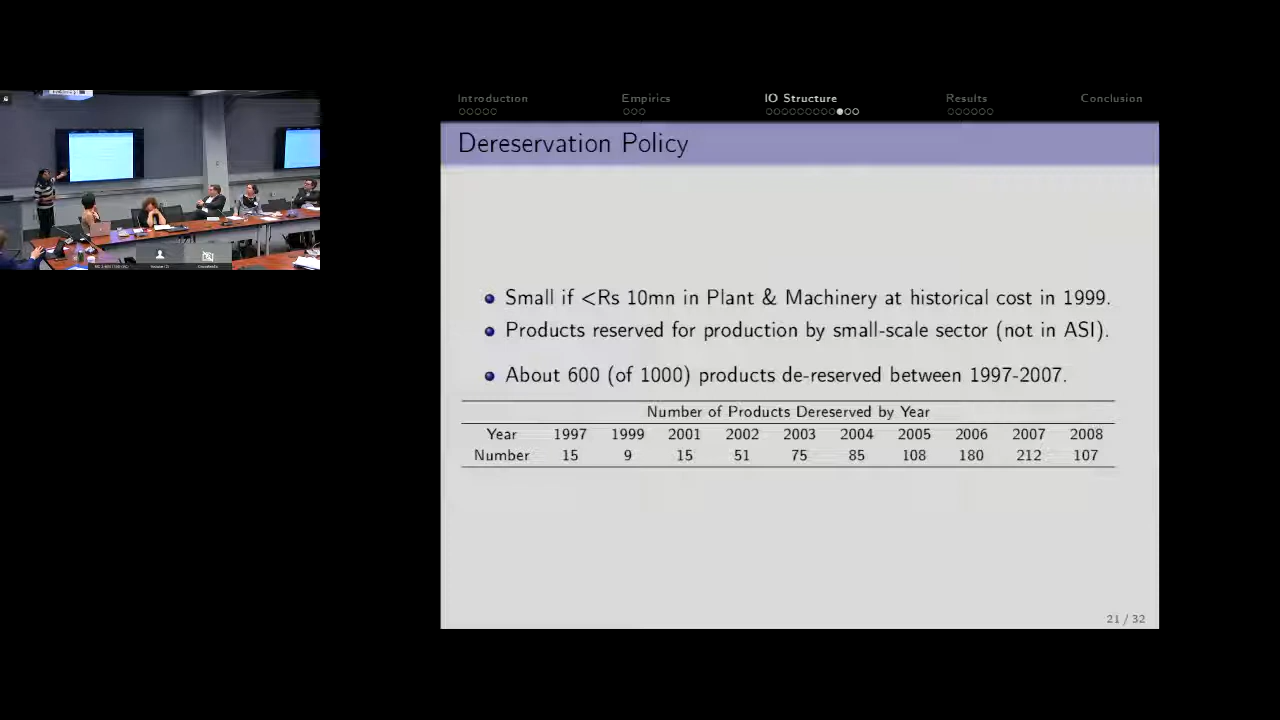 Introduction Empirics IO Structure Results Conclusion
Dereservation Policy
Small if <Rs 10mn in Plant & Machinery at historical cost in 1999.
Products reserved for production by small-scale sector (not in ASI).
About 600 (of 1000) products de-reserved between 1997-2007.
Number of Products Dereserved by Year
Year 1997 1999 2001 2002 2003 2004 2005 2006 2007 2008
Number 15 9 15 51 75 85 108 180 212 107
21 / 32